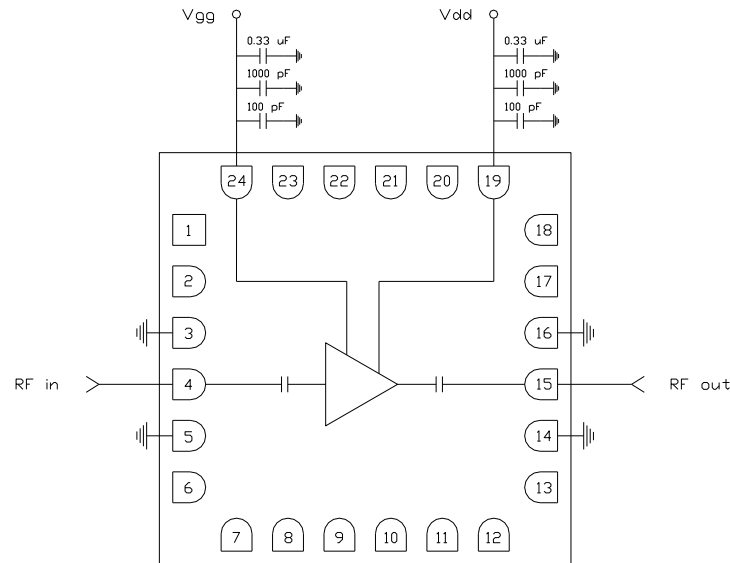 Vgg Vdd
0.33 uF 0.33 uF
1000 pF 1000 pF
100 pF 100 pF
24 23 22 21 20 19
1 18
2 17
3 16
RF in 4 15 RF out
5 14
6 13
7 8 9 10 11 12